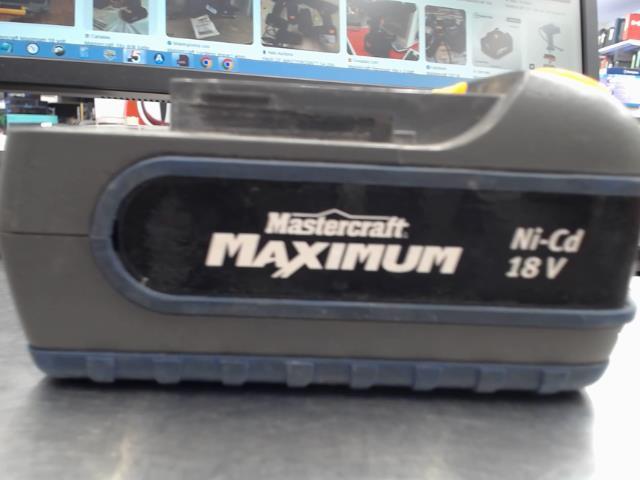 Mastercraft
MAXIMUM
Ni-Cd
18 V